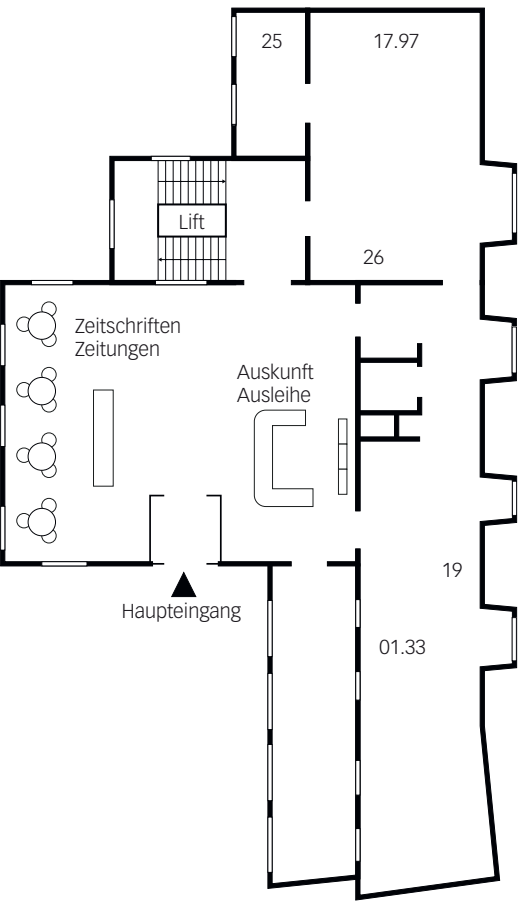 25
17.97
Lift
26
Zeitschriften
Zeitungen
Auskunft
Ausleihe
19
Haupteingang
01.33